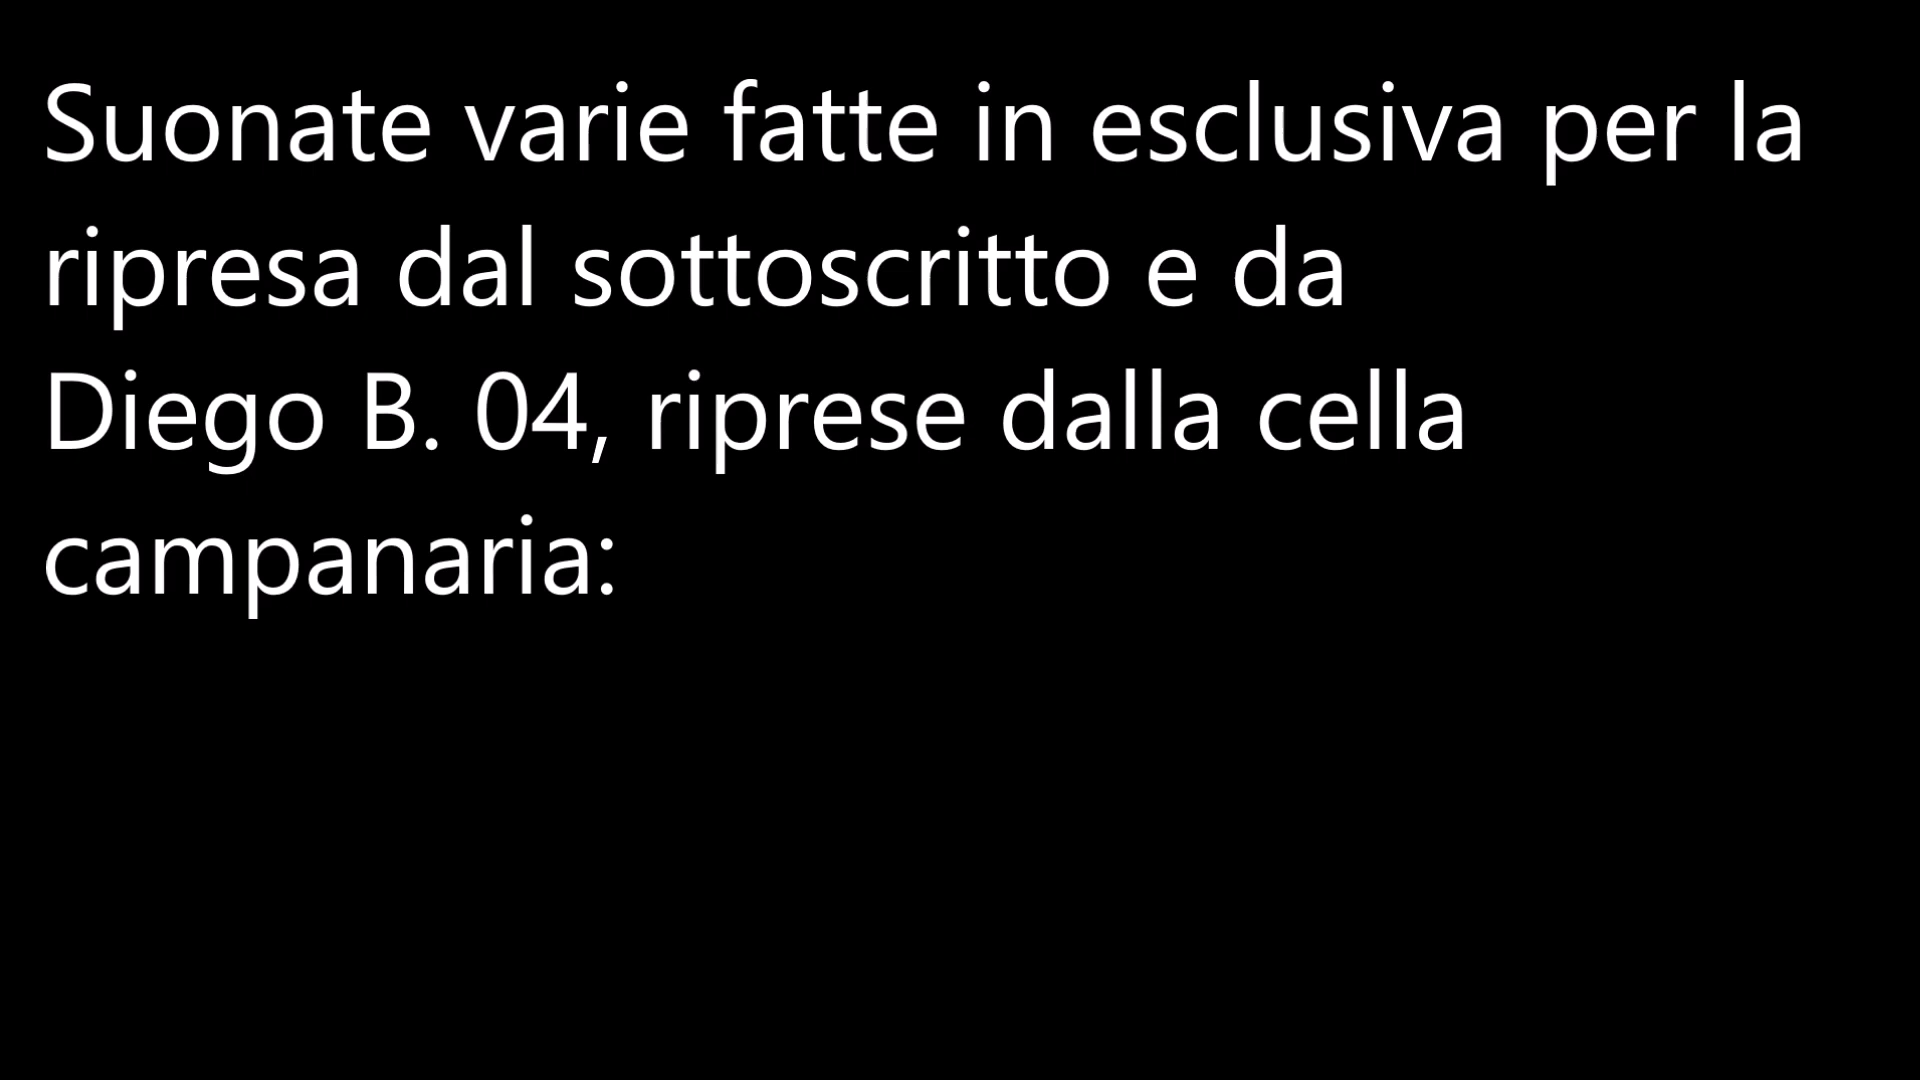 Suonate varie fatte in esclusiva per la
ripresa dal sottoscritto e da
Diego B. 04, riprese dalla cella
campanaria: